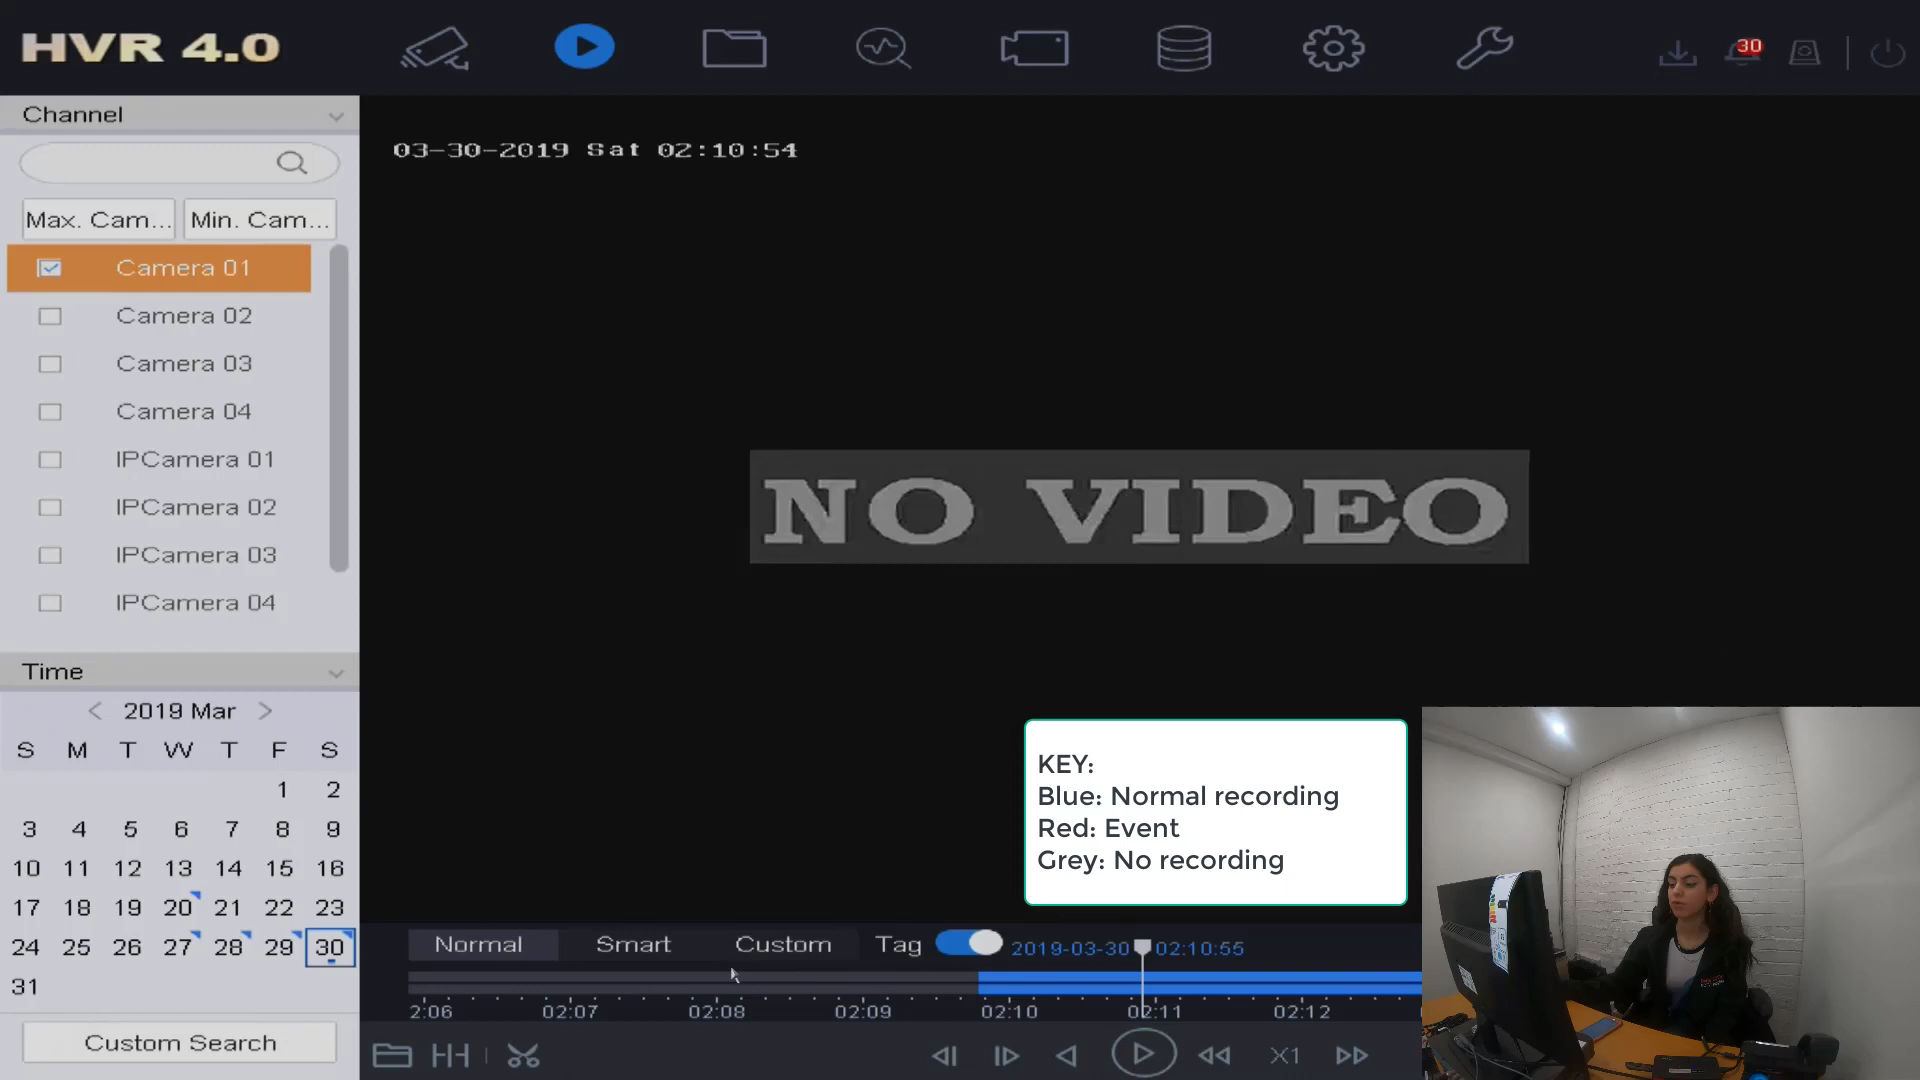 HVR 4.0
30
Channel
Max. Cam... Min. Cam...
Camera 01
Camera 02
Camera 03
Camera 04
IPCamera 01
IPCamera 02
IPCamera 03
IPCamera 04
Time
< 2019 Mar >
S M T W T F S
1 2
3 4 5 6 7 8 9
10 11 12 13 14 15 16
17 18 19 20 21 22 23
24 25 26 27 28 29 30
31
Custom Search
03-30-2019 Sat 02:10:54
NO VIDEO
KEY:
Blue: Normal recording
Red: Event
Grey: No recording
Normal Smart Custom Tag 2019-03-30 02:10:55
2:06 02:07 02:08 02:09 02:10 02:11 02:12
X1